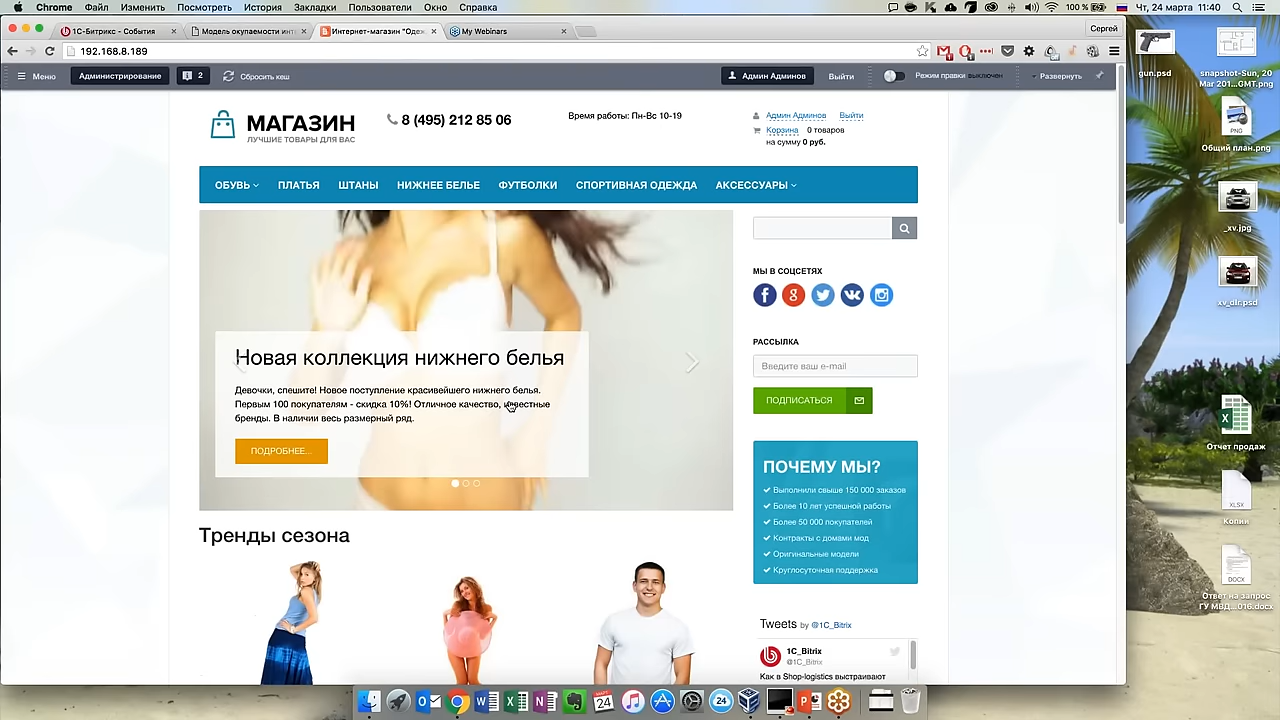 Chrome Файл Изменить Посмотреть История Закладки Пользователи Окно Справка
100 % Чт, 24 марта 11:40
1С-Битрикс - События
Модель окупаемости инт
Интернет-магазин "Одеж
My Webinars
Сергей
192.168.8.189
Меню Администрирование 2 Сбросить кеш
Админ Админов Выйти Режим правки выключен Развернуть
МАГАЗИН
ЛУЧШИЕ ТОВАРЫ ДЛЯ ВАС
8 (495) 212 85 06
Время работы: Пн-Вс 10-19
Админ Админов Выйти
Корзина 0 товаров
на сумму 0 руб.
ОБУВЬ ПЛАТЬЯ ШТАНЫ НИЖНЕЕ БЕЛЬЕ ФУТБОЛКИ СПОРТИВНАЯ ОДЕЖДА АКСЕССУАРЫ
Новая коллекция нижнего белья
Девочки, спешите! Новое поступление красивейшего нижнего белья.
Первым 100 покупателям - скидка 10%! Отличное качество, известные
бренды. В наличии весь размерный ряд.
ПОДРОБНЕЕ...
Тренды сезона
МЫ В СОЦСЕТЯХ
РАССЫЛКА
Введите ваш e-mail
ПОДПИСАТЬСЯ
ПОЧЕМУ МЫ?
Выполнили свыше 150 000 заказов
Более 10 лет успешной работы
Более 50 000 покупателей
Контракты с домами мод
Оригинальные модели
Круглосуточная поддержка
Tweets by @1C_Bitrix
1C_Bitrix
@1C_Bitrix
Как в Shop-logistics выстраивают
gun.psd
snapshot-Sun, 20
Mar 201...GMT.png
PNG
Общий план.png
_xv.jpg
xv_dlr.psd
Отчет продаж
XLSX
Копии
DOCX
Ответ на запрос
ГУ МВД...016.docx
24
24